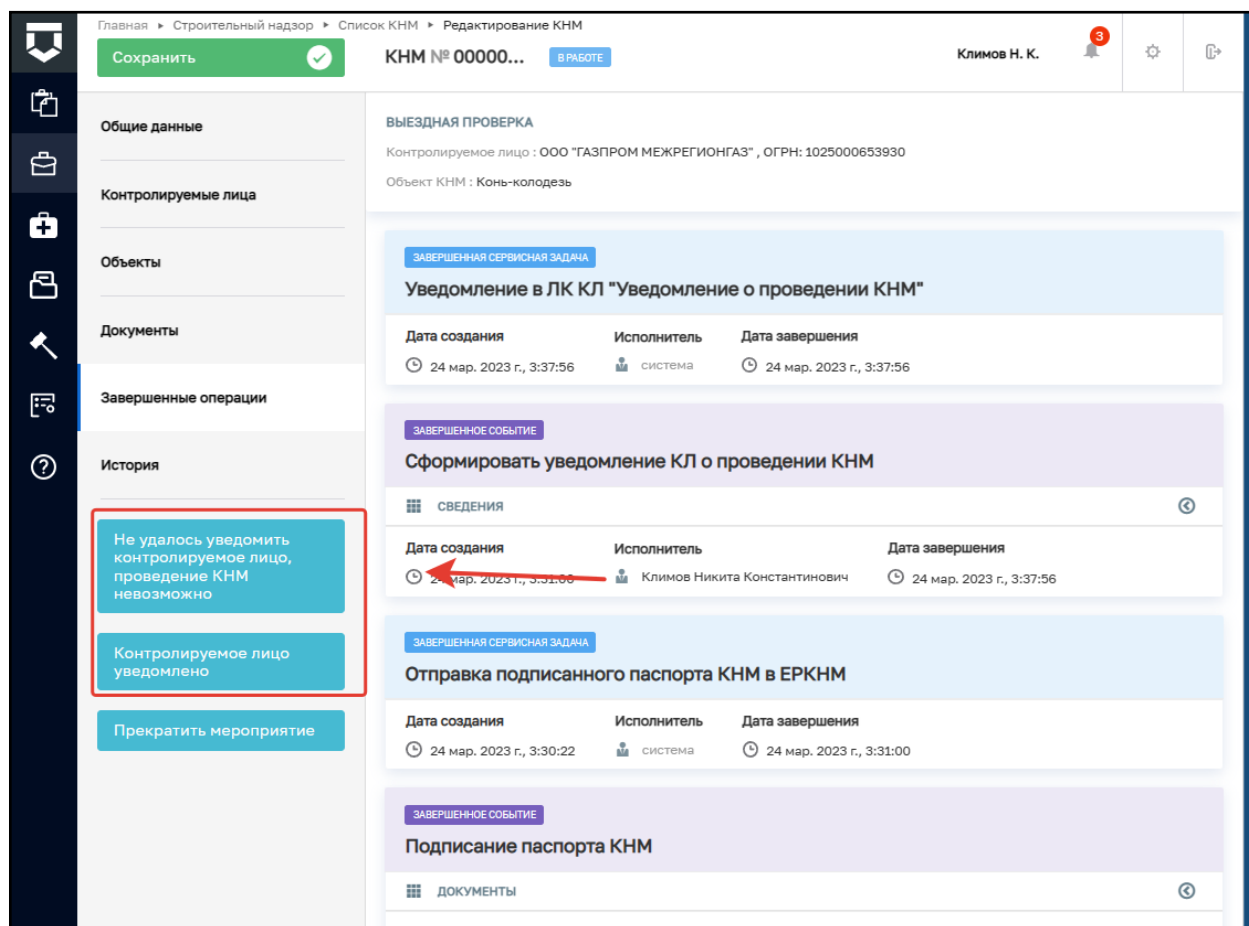 Главная ▸ Строительный надзор ▸ Список КНМ ▸ Редактирование КНМ
Сохранить
КНМ № 00000...
В РАБОТЕ
Климов Н. К.
3
Общие данные
Контролируемые лица
Объекты
Документы
Завершенные операции
История
Не удалось уведомить
контролируемое лицо,
проведение КНМ
невозможно
Контролируемое лицо
уведомлено
Прекратить мероприятие
ВЫЕЗДНАЯ ПРОВЕРКА
Контролируемое лицо : ООО "ГАЗПРОМ МЕЖРЕГИОНГАЗ" , ОГРН: 1025000653930
Объект КНМ : Конь-колодезь
ЗАВЕРШЕННАЯ СЕРВИСНАЯ ЗАДАЧА
Уведомление в ЛК КЛ "Уведомление о проведении КНМ"
Дата создания Исполнитель Дата завершения
24 мар. 2023 г., 3:37:56 система 24 мар. 2023 г., 3:37:56
ЗАВЕРШЕННОЕ СОБЫТИЕ
Сформировать уведомление КЛ о проведении КНМ
СВЕДЕНИЯ
Дата создания Исполнитель Дата завершения
24 мар. 2023 г., 3:31:00 Климов Никита Константинович 24 мар. 2023 г., 3:37:56
ЗАВЕРШЕННАЯ СЕРВИСНАЯ ЗАДАЧА
Отправка подписанного паспорта КНМ в ЕРКНМ
Дата создания Исполнитель Дата завершения
24 мар. 2023 г., 3:30:22 система 24 мар. 2023 г., 3:31:00
ЗАВЕРШЕННОЕ СОБЫТИЕ
Подписание паспорта КНМ
ДОКУМЕНТЫ